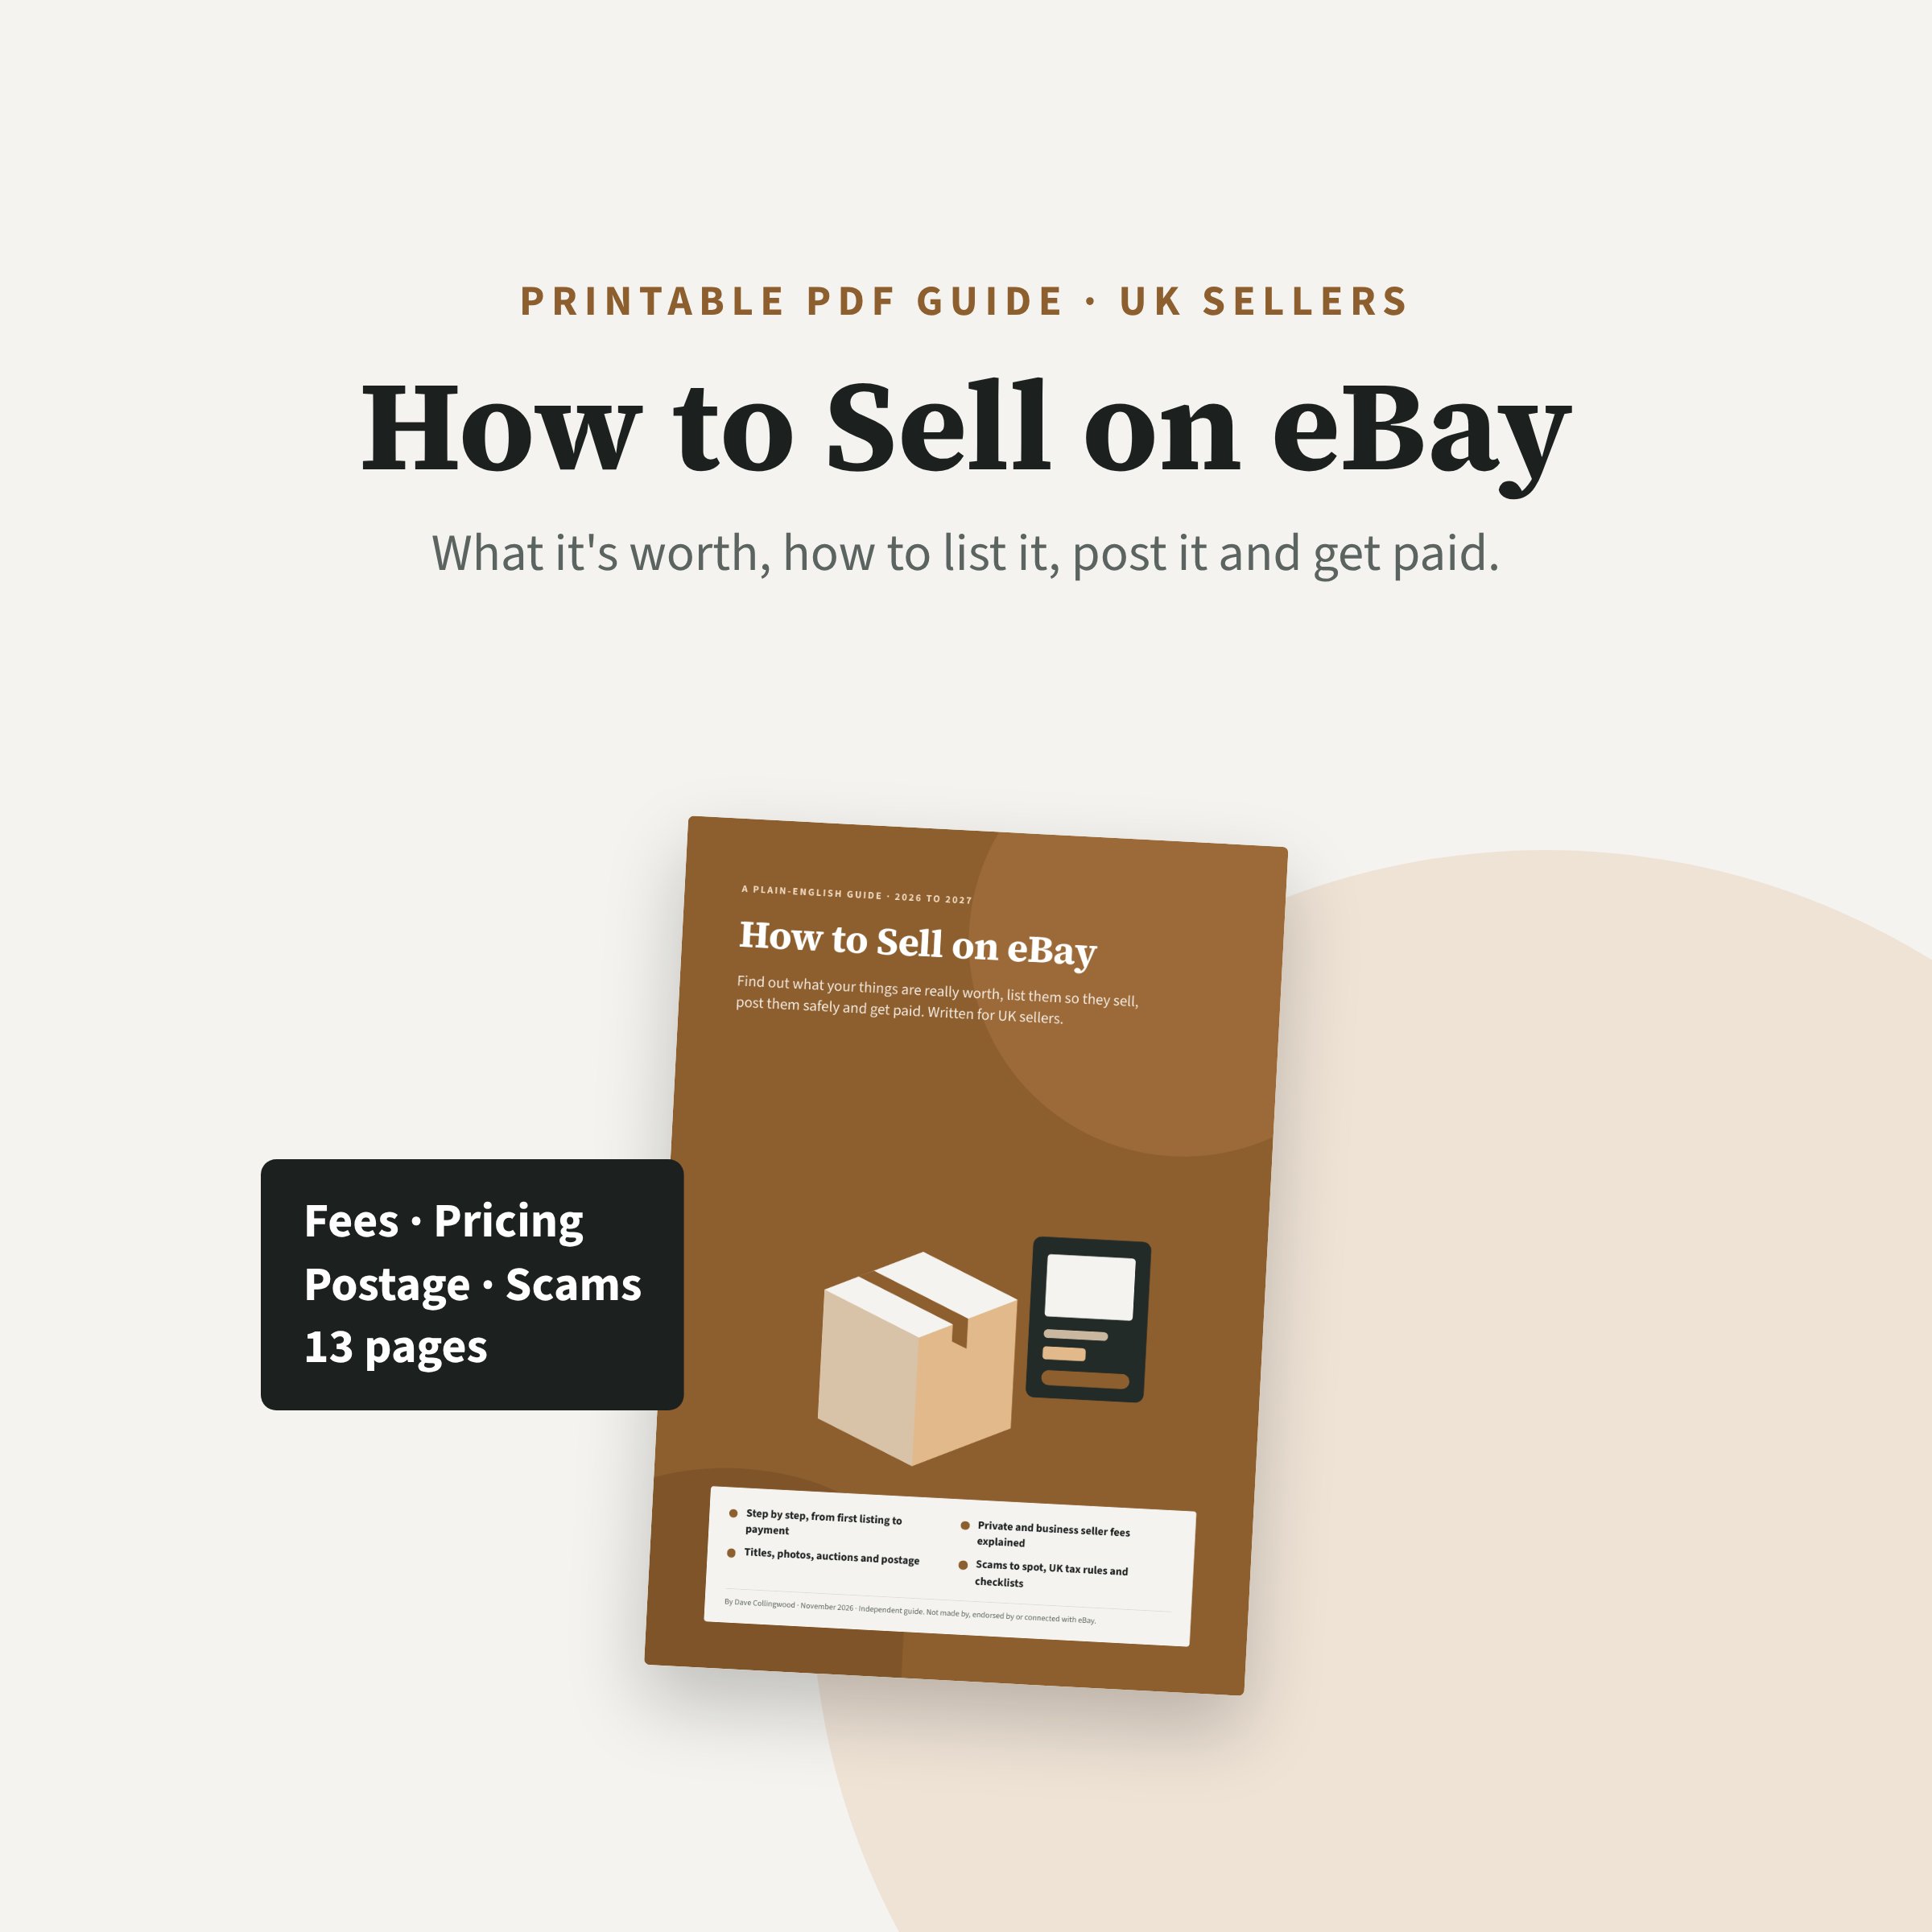 PRINTABLE PDF GUIDE · UK SELLERS
How to Sell on eBay
What it's worth, how to list it, post it and get paid.
A PLAIN-ENGLISH GUIDE · 2026 TO 2027
How to Sell on eBay
Find out what your things are really worth, list them so they sell,
post them safely and get paid. Written for UK sellers.
Fees · Pricing
Postage · Scams
13 pages
Step by step, from first listing to
payment
Titles, photos, auctions and postage
Private and business seller fees
explained
Scams to spot, UK tax rules and
checklists
By Dave Collingwood · November 2026 · Independent guide. Not made by, endorsed by or connected with eBay.